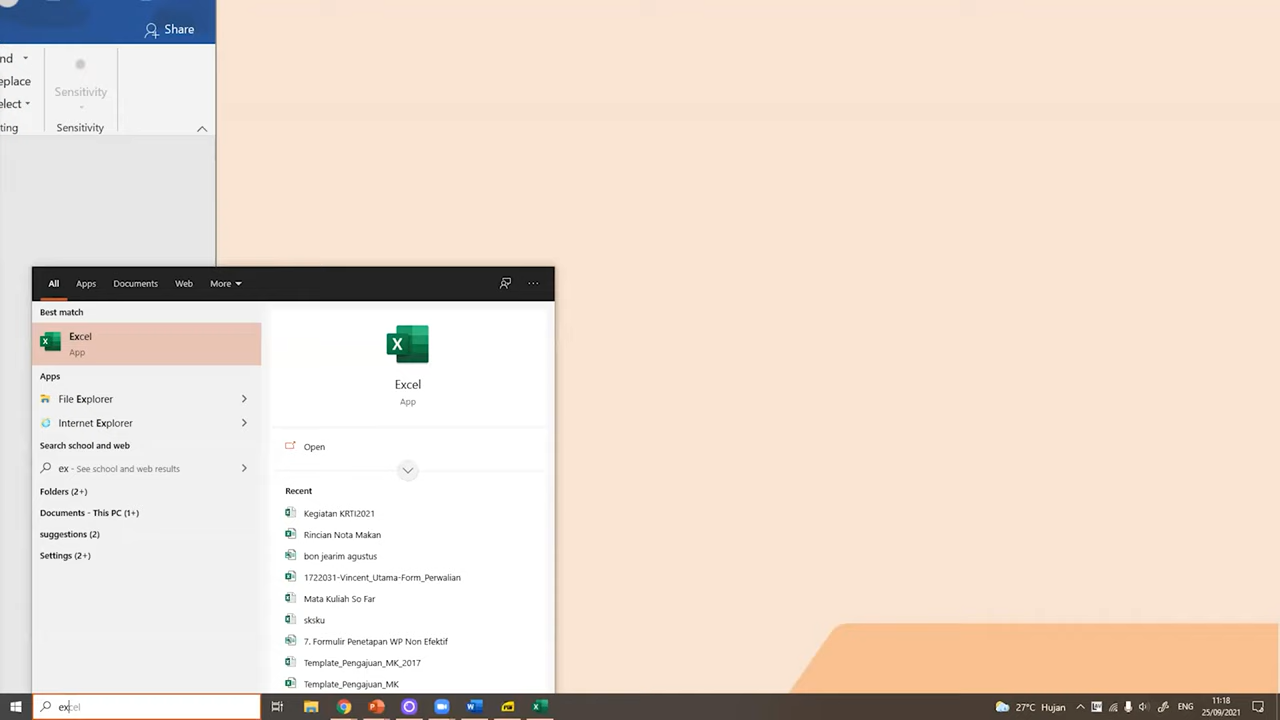 Share
nd
eplace
elect
ting
Sensitivity
Sensitivity
All Apps Documents Web More
Best match
Excel
App
Apps
File Explorer
Internet Explorer
Search school and web
ex - See school and web results
Folders (2+)
Documents - This PC (1+)
suggestions (2)
Settings (2+)
Excel
App
Open
Recent
Kegiatan KRTI2021
Rincian Nota Makan
bon jearim agustus
1722031-Vincent_Utama-Form_Perwalian
Mata Kuliah So Far
sksku
7. Formulir Penetapan WP Non Efektif
Template_Pengajuan_MK_2017
Template_Pengajuan_MK
excel
27°C Hujan
ENG
11:18
25/09/2021